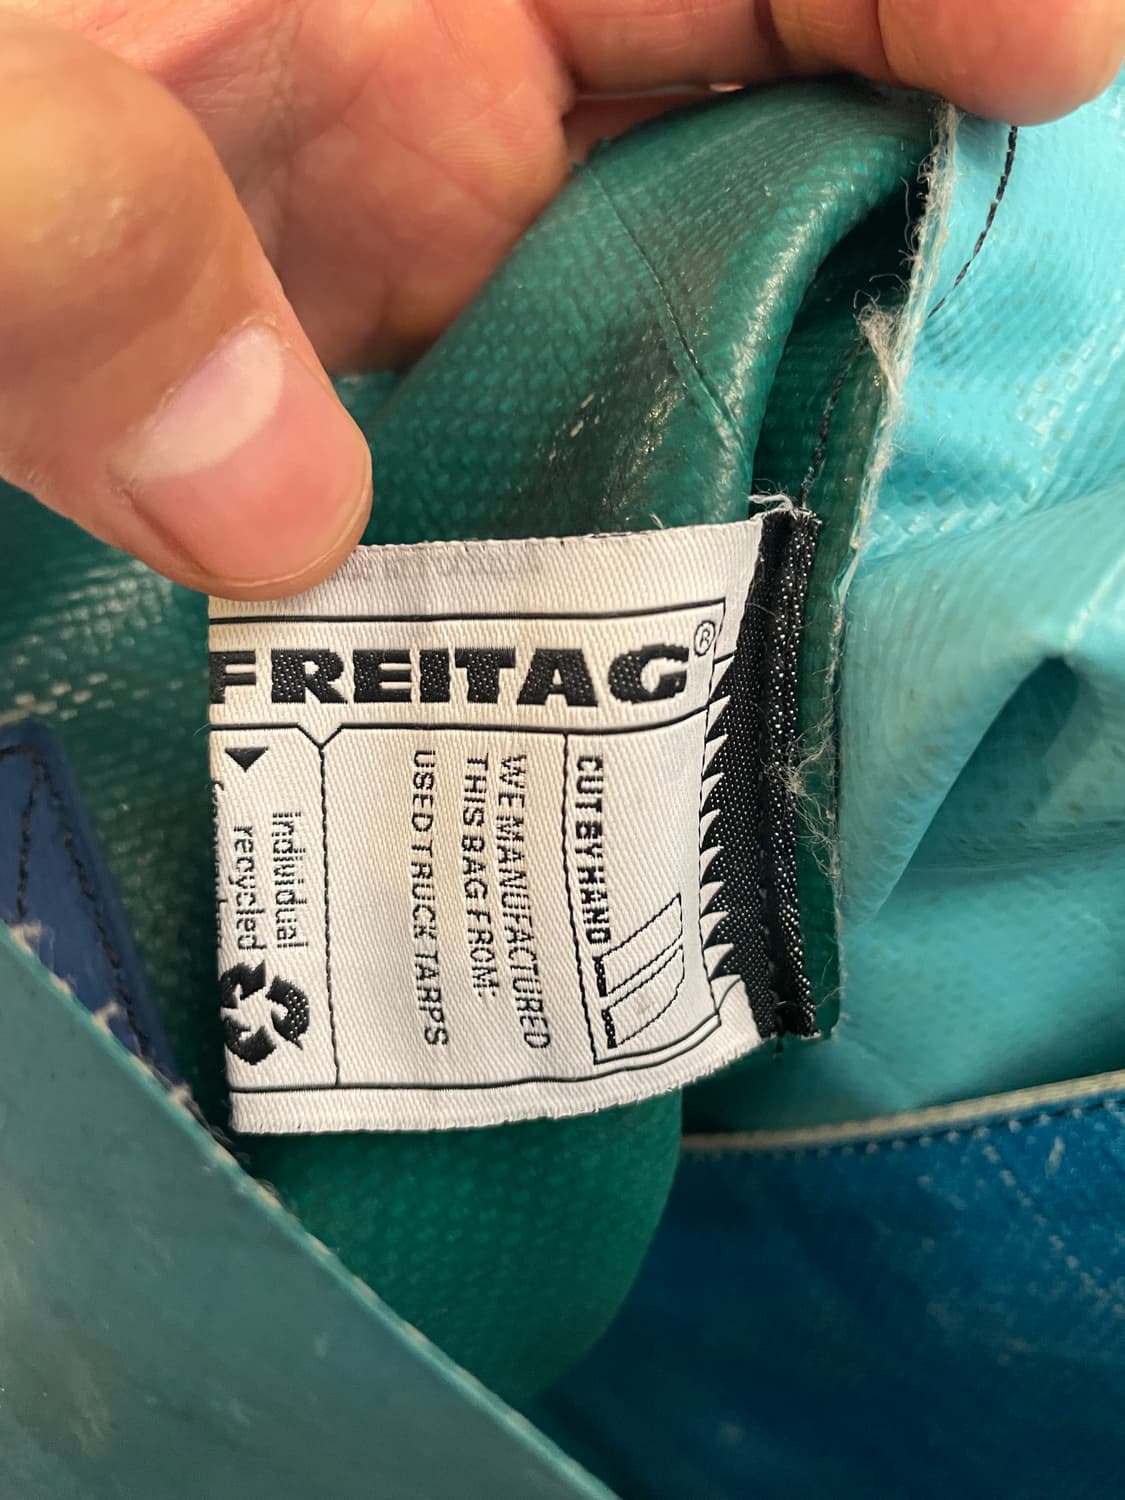 FREITAG®
CUT BY HAND
WE MANUFACTURED
THIS BAG FROM:
USED TRUCK TARPS
individual
recycled